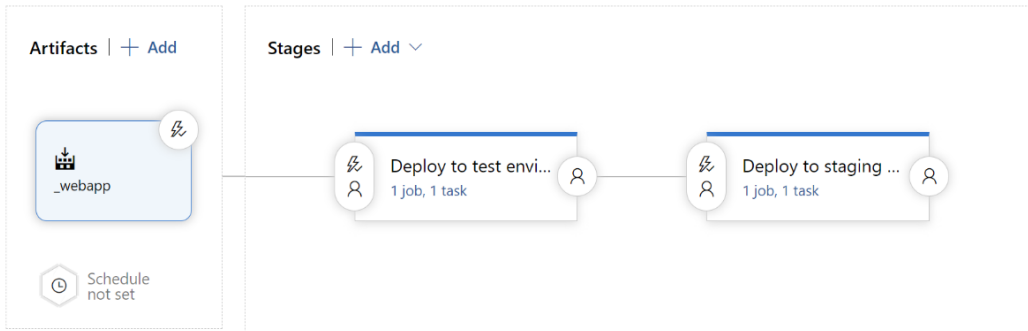 Artifacts | + Add
Stages | + Add
_webapp
Deploy to test envi...
1 job, 1 task
Deploy to staging ...
1 job, 1 task
Schedule
not set